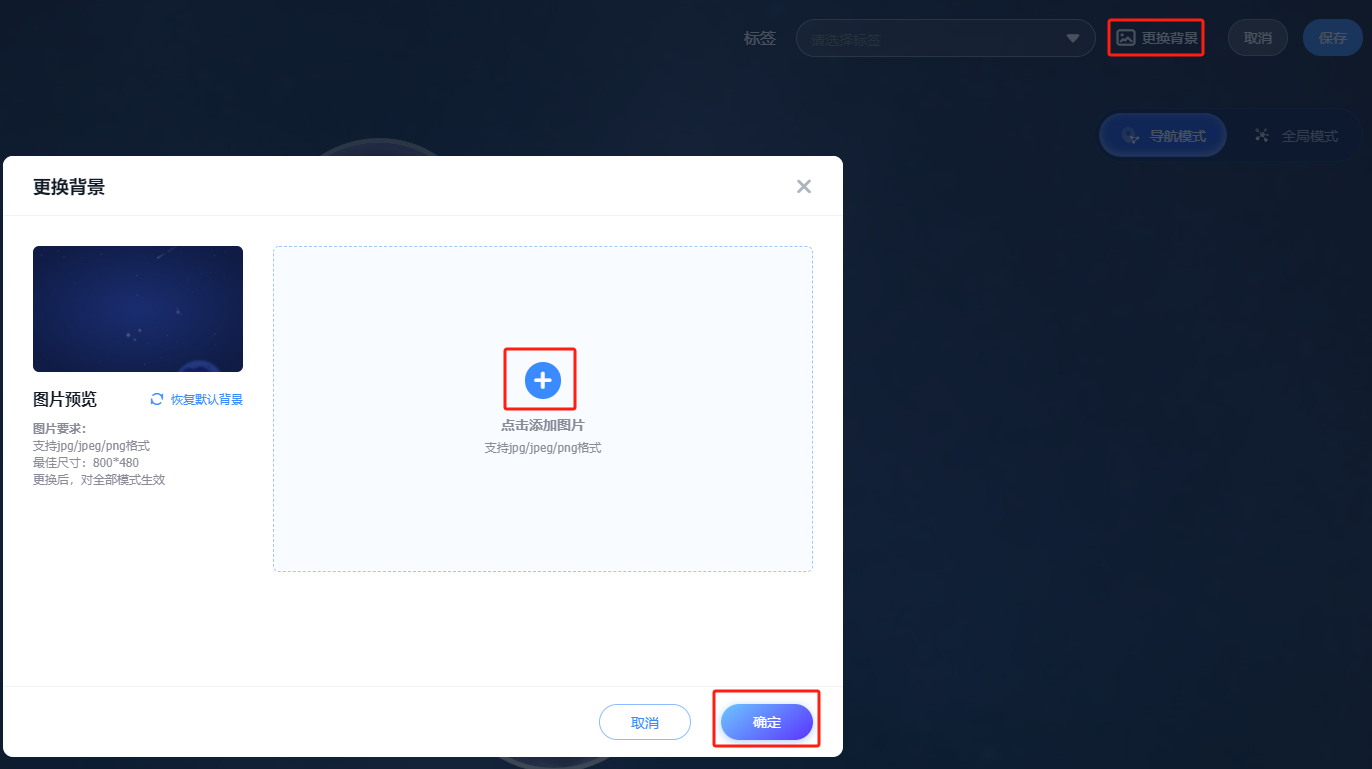 标签
请选择标签
更换背景
取消
保存
导航模式
全局模式
更换背景
图片预览
恢复默认背景
图片要求：
支持jpg/jpeg/png格式
最佳尺寸：800*480
更换后，对全部模式生效
点击添加图片
支持jpg/jpeg/png格式
取消
确定